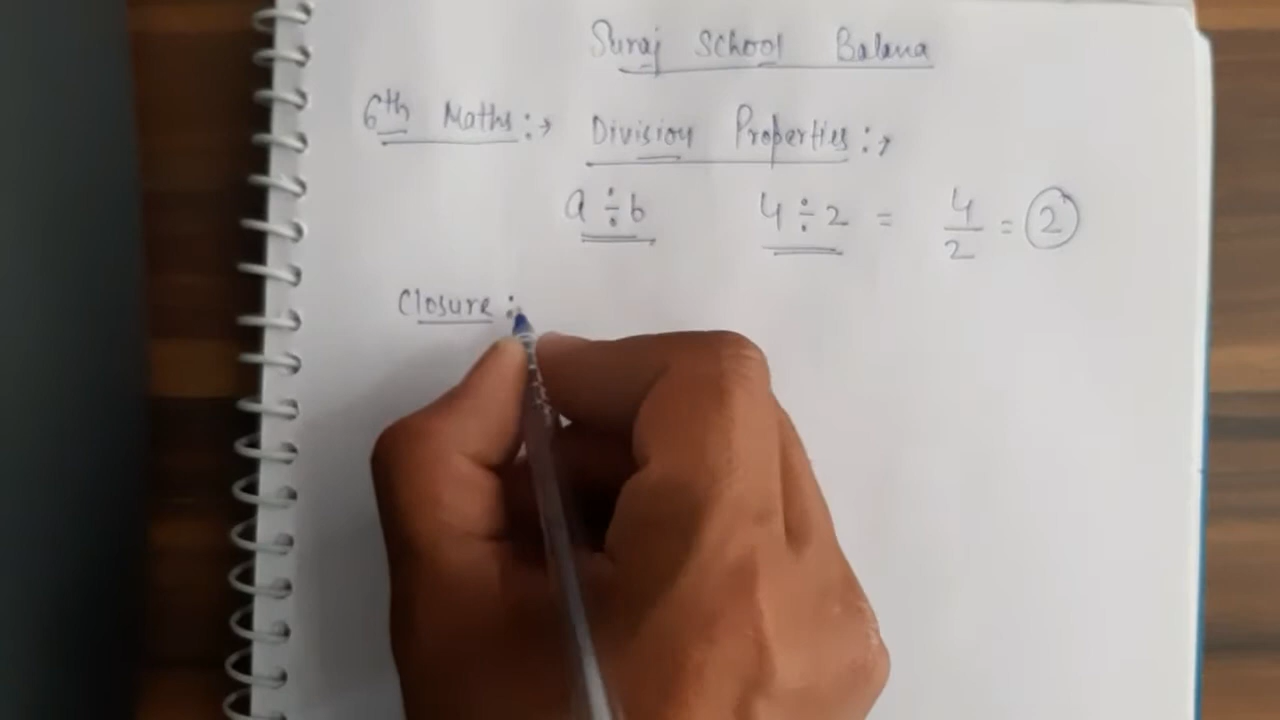 Suraj School Balana
6th Maths :→ Division Properties :→
a ÷ b 4 ÷ 2 = 4/2 = 2
Closure :